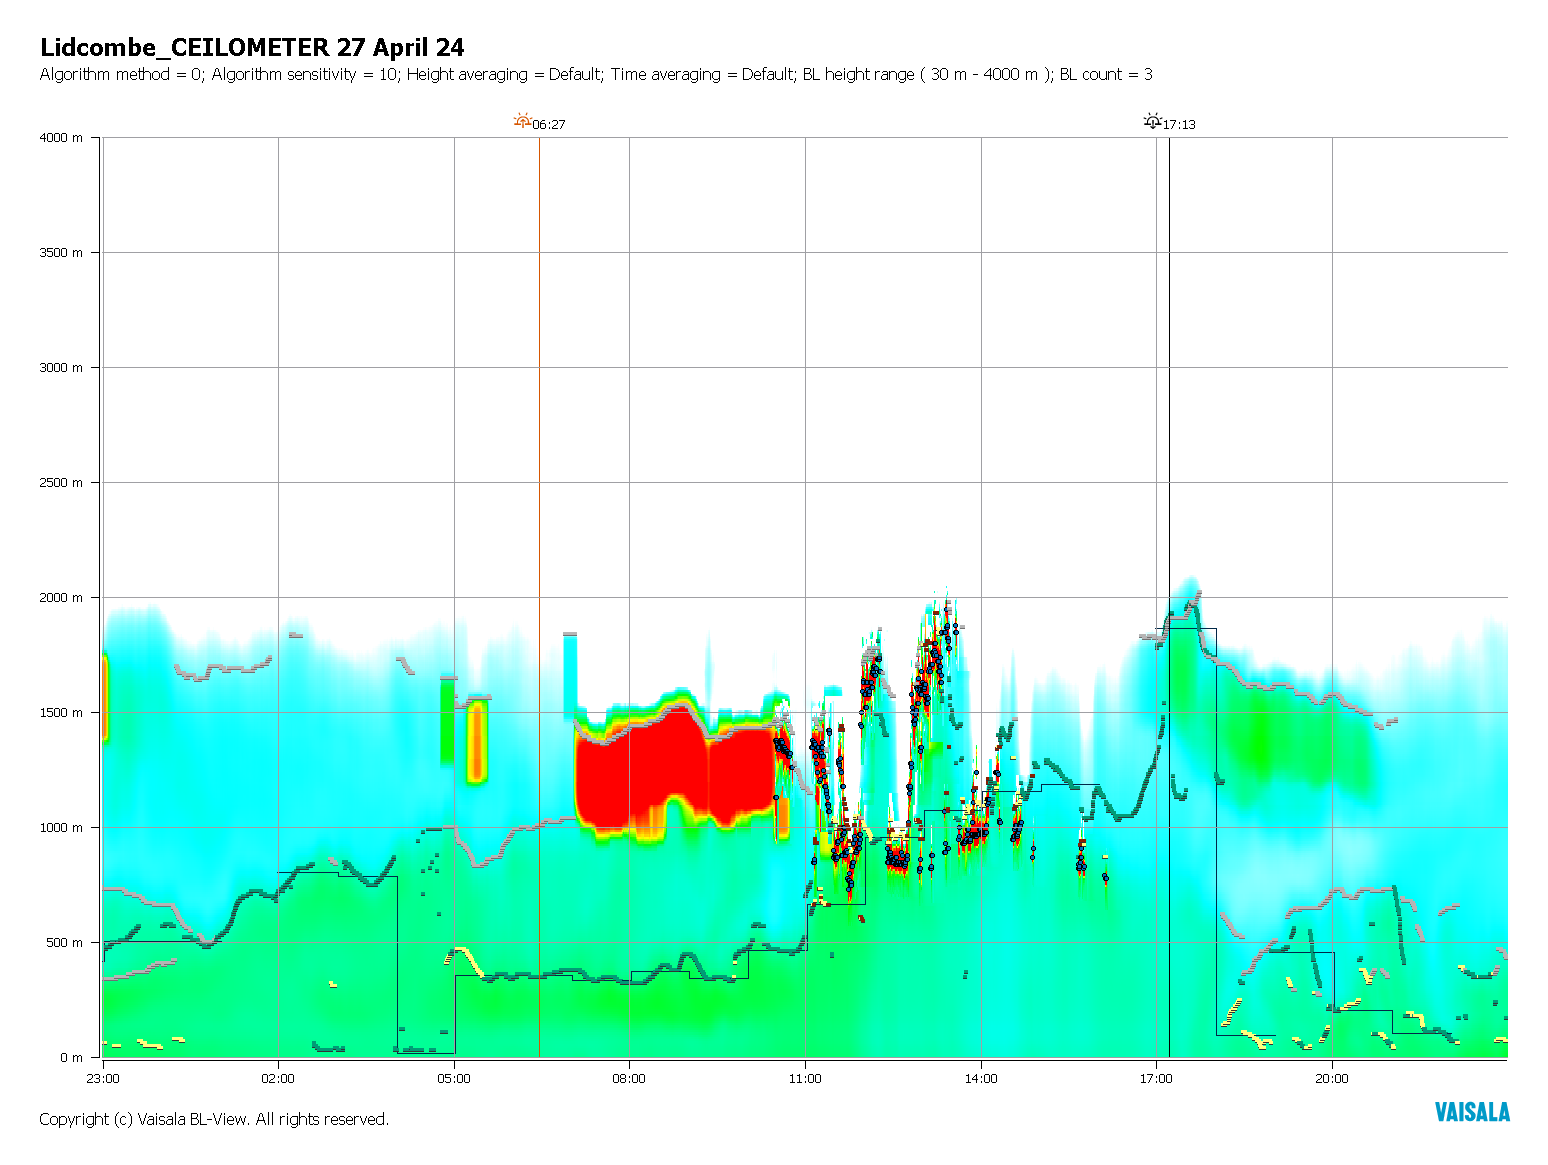 Lidcombe_CEILOMETER 27 April 24
Algorithm method = 0; Algorithm sensitivity = 10; Height averaging = Default; Time averaging = Default; BL height range ( 30 m - 4000 m ); BL count = 3
06:27 17:13
4000 m
3500 m
3000 m
2500 m
2000 m
1500 m
1000 m
500 m
0 m
23:00 02:00 05:00 08:00 11:00 14:00 17:00 20:00
Copyright (c) Vaisala BL-View. All rights reserved.
VAISALA